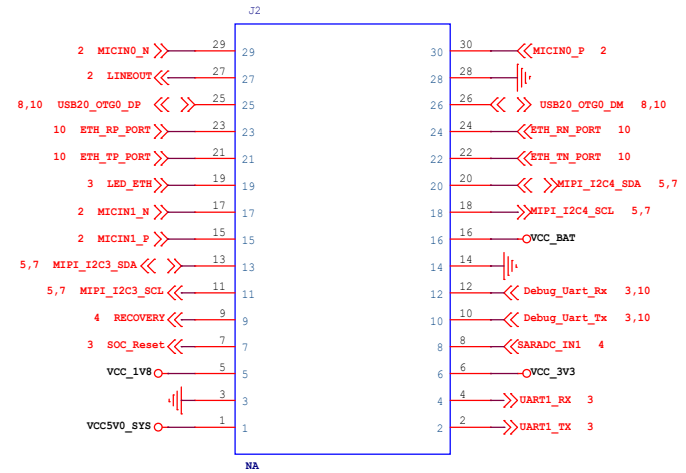 J2
2 MICIN0_N 29 29 30 30 MICIN0_P 2
2 LINEOUT 27 27 28 28
8,10 USB20_OTG0_DP 25 25 26 26 USB20_OTG0_DM 8,10
10 ETH_RP_PORT 23 23 24 24 ETH_RN_PORT 10
10 ETH_TP_PORT 21 21 22 22 ETH_TN_PORT 10
3 LED_ETH 19 19 20 20 MIPI_I2C4_SDA 5,7
2 MICIN1_N 17 17 18 18 MIPI_I2C4_SCL 5,7
2 MICIN1_P 15 15 16 16 VCC_BAT
5,7 MIPI_I2C3_SDA 13 13 14 14
5,7 MIPI_I2C3_SCL 11 11 12 12 Debug_Uart_Rx 3,10
4 RECOVERY 9 9 10 10 Debug_Uart_Tx 3,10
3 SOC_Reset 7 7 8 8 SARADC_IN1 4
VCC_1V8 5 5 6 6 VCC_3V3
3 3 4 4 UART1_RX 3
VCC5V0_SYS 1 1 2 2 UART1_TX 3
NA